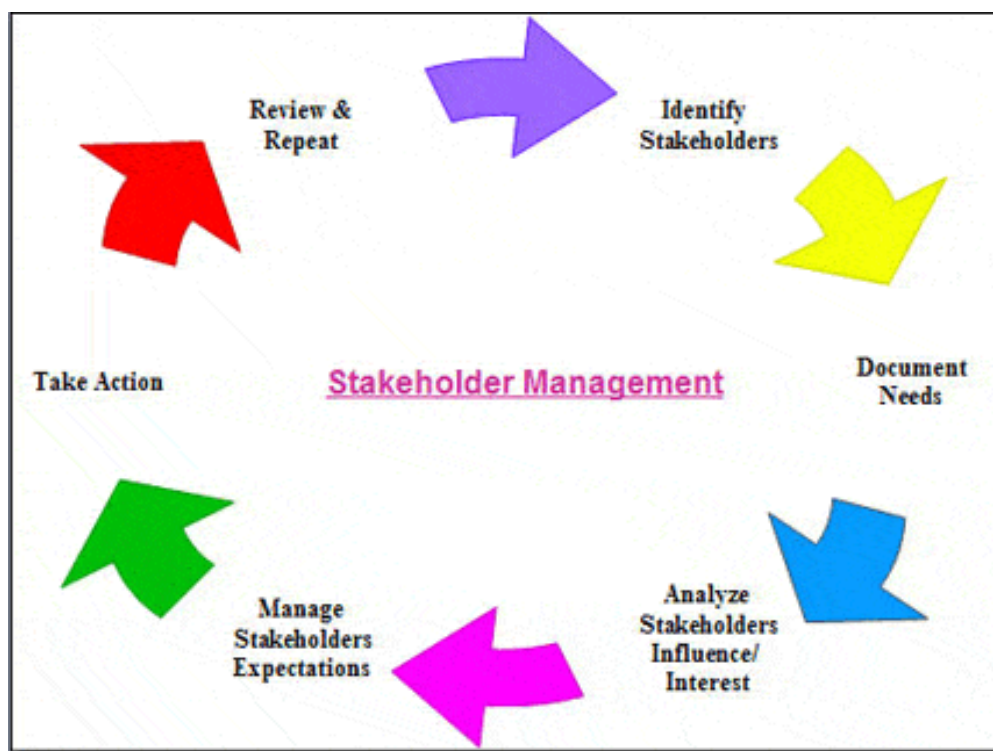 Review &
Repeat
Identify
Stakeholders
Take Action
Stakeholder Management
Document
Needs
Manage
Stakeholders
Expectations
Analyze
Stakeholders
Influence/
Interest